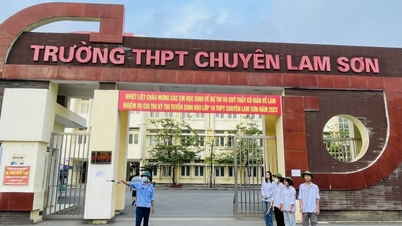 TRƯỜNG THPT CHUYÊN LAM SƠN
NHIỆT LIỆT CHÀO MỪNG CÁC EM HỌC SINH VỀ DỰ THI VÀ QUÝ THẦY CÔ GIÁO VỀ LÀM
NHIỆM VỤ COI THI KỲ THI TUYỂN SINH VÀO LỚP 10 THPT CHUYÊN LAM SƠN NĂM 2023